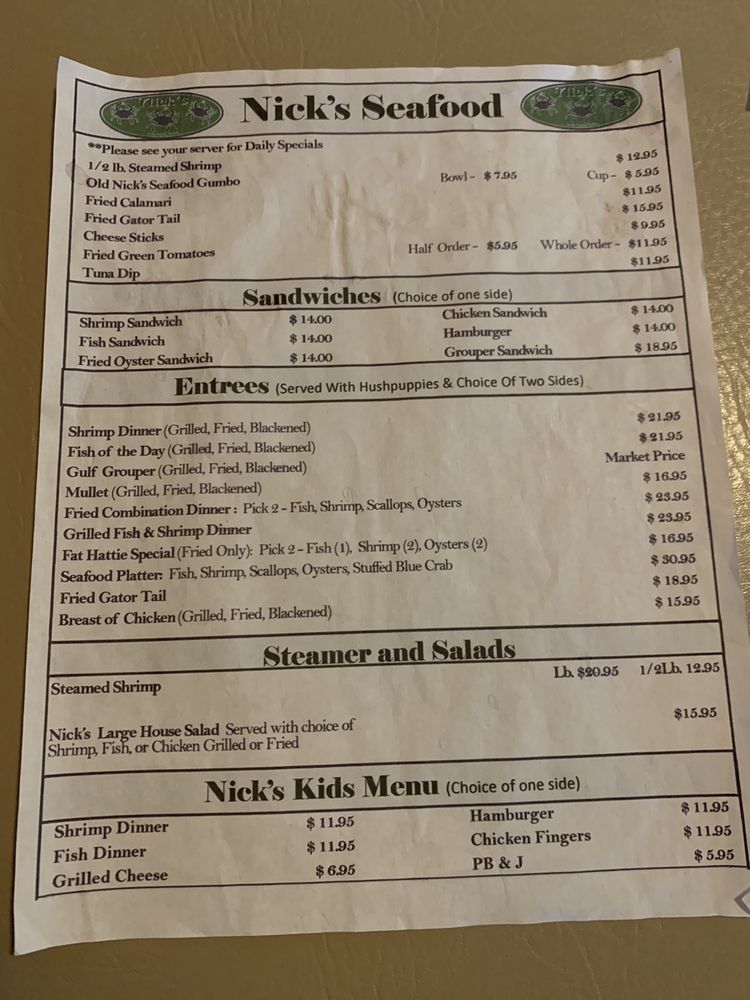 NICK'S Nick's Seafood NICK'S
**Please see your server for Daily Specials
1/2 lb. Steamed Shrimp $ 12.95
Old Nick's Seafood Gumbo Bowl - $ 7.95 Cup - $ 5.95
Fried Calamari $11.95
Fried Gator Tail $ 15.95
Cheese Sticks $ 9.95
Fried Green Tomatoes Half Order - $5.95 Whole Order - $11.95
Tuna Dip $11.95
Sandwiches (Choice of one side)
Shrimp Sandwich $ 14.00 Chicken Sandwich $ 14.00
Fish Sandwich $ 14.00 Hamburger $ 14.00
Fried Oyster Sandwich $ 14.00 Grouper Sandwich $ 18.95
Entrees (Served With Hushpuppies & Choice Of Two Sides)
Shrimp Dinner (Grilled, Fried, Blackened) $ 21.95
Fish of the Day (Grilled, Fried, Blackened) $ 21.95
Gulf Grouper (Grilled, Fried, Blackened) Market Price
Mullet (Grilled, Fried, Blackened) $ 16.95
Fried Combination Dinner : Pick 2 - Fish, Shrimp, Scallops, Oysters $ 23.95
Grilled Fish & Shrimp Dinner $ 23.95
Fat Hattie Special (Fried Only): Pick 2 - Fish (1), Shrimp (2), Oysters (2) $ 16.95
Seafood Platter: Fish, Shrimp, Scallops, Oysters, Stuffed Blue Crab $ 30.95
Fried Gator Tail $ 18.95
Breast of Chicken (Grilled, Fried, Blackened) $ 15.95
Steamer and Salads
Steamed Shrimp Lb. $20.95 1/2Lb. 12.95
Nick's Large House Salad Served with choice of $15.95
Shrimp, Fish, or Chicken Grilled or Fried
Nick's Kids Menu (Choice of one side)
Shrimp Dinner $ 11.95 Hamburger $ 11.95
Fish Dinner $ 11.95 Chicken Fingers $ 11.95
Grilled Cheese $ 6.95 PB & J $ 5.95